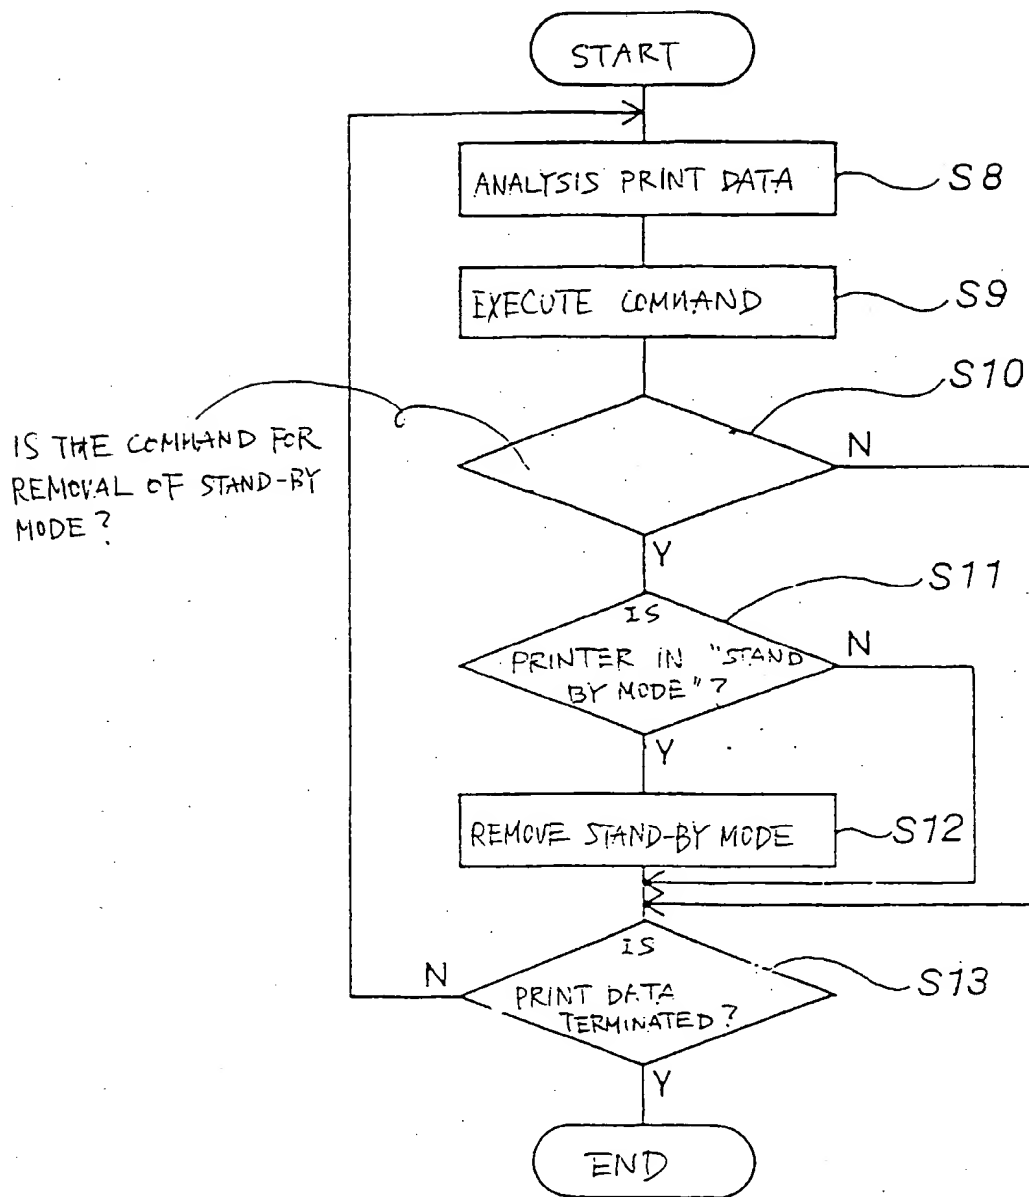 START
ANALYSIS PRINT DATA
S8
EXECUTE COMMAND
S9
S10
IS THE COMMAND FOR
REMOVAL OF STAND-BY
MODE?
N
Y
S11
IS
PRINTER IN "STAND
BY MODE"?
N
Y
REMOVE STAND-BY MODE
S12
IS
PRINT DATA
TERMINATED?
S13
N
Y
END